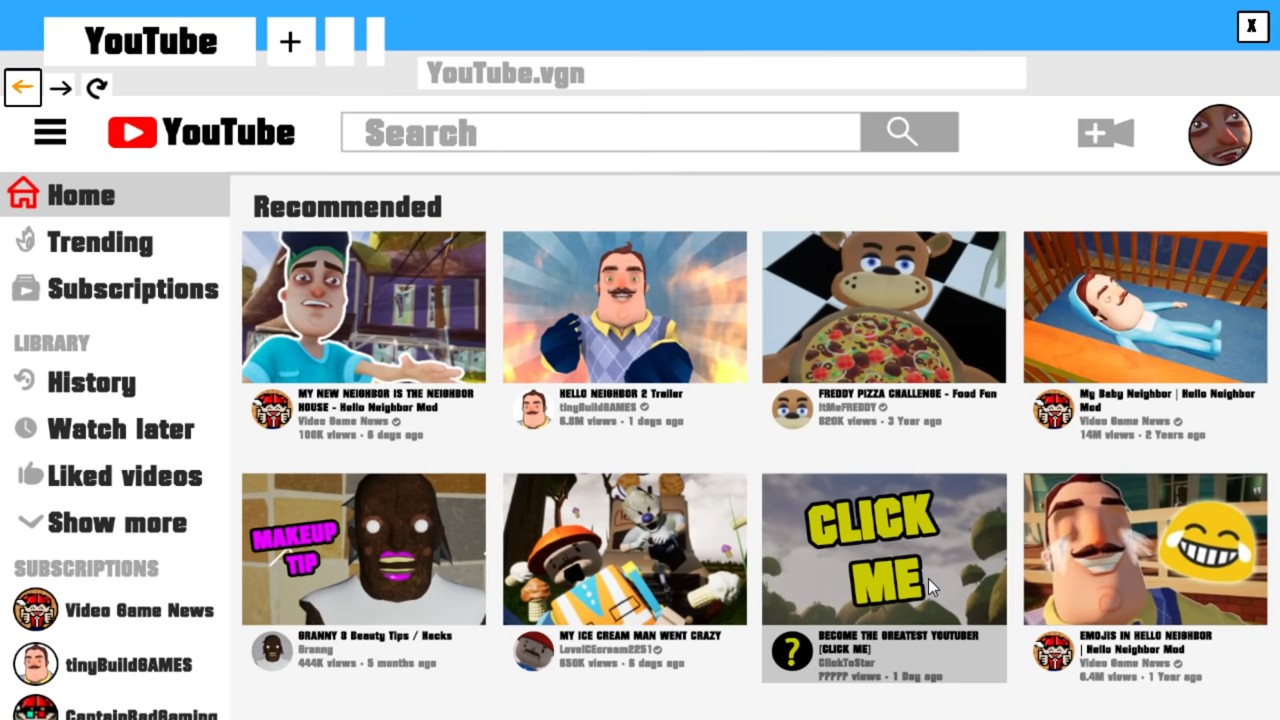 YouTube
+
X
YouTube.vgn
YouTube
Search
Home
Trending
Subscriptions
LIBRARY
History
Watch later
Liked videos
Show more
SUBSCRIPTIONS
Video Game News
tinyBuildGAMES
CaptainBadGaming
Recommended
MY NEW NEIGHBOR IS THE NEIGHBOR
HOUSE - Hello Neighbor Mod
Video Game News
100K views · 6 days ago
HELLO NEIGHBOR 2 Trailer
tinyBuildGAMES
6.8M views · 1 days ago
FREDDY PIZZA CHALLENGE - Food Fun
ItMeFREDDY
820K views · 3 Year ago
My Baby Neighbor | Hello Neighbor
Mod
Video Game News
14M views · 2 Years ago
MAKEUP
TIP
GRANNY 3 Beauty Tips / Hacks
Granny
444K views · 5 months ago
MY ICE CREAM MAN WENT CRAZY
LoveICEcream2251
650K views · 6 days ago
CLICK
ME
?
BECOME THE GREATEST YOUTUBER
[CLICK ME]
ClickToStar
????? views · 1 Day ago
EMOJIS IN HELLO NEIGHBOR
| Hello Neighbor Mod
Video Game News
6.4M views · 1 Year ago